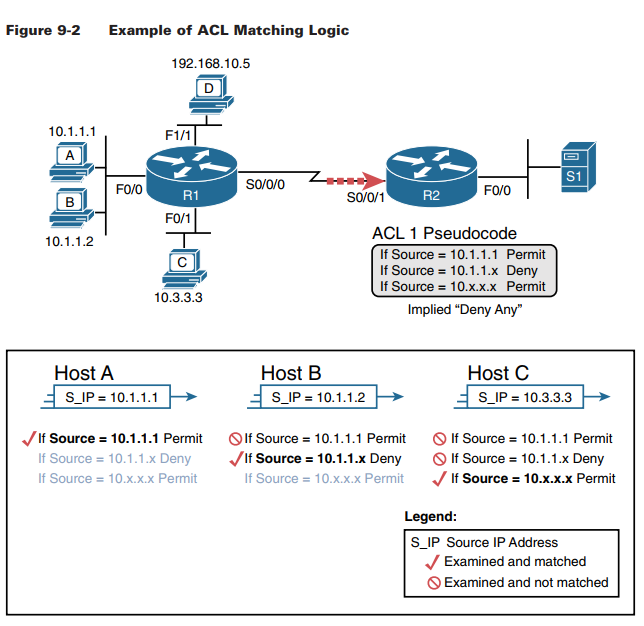 Figure 9-2 Example of ACL Matching Logic
192.168.10.5
D
10.1.1.1
F1/1
A
S1
F0/0
R1
S0/0/0
S0/0/1
R2
F0/0
B
F0/1
10.1.1.2
C
10.3.3.3
ACL 1 Pseudocode
If Source = 10.1.1.1 Permit
If Source = 10.1.1.x Deny
If Source = 10.x.x.x Permit
Implied “Deny Any”
Host A
S_IP = 10.1.1.1
If Source = 10.1.1.1 Permit
If Source = 10.1.1.x Deny
If Source = 10.x.x.x Permit
Host B
S_IP = 10.1.1.2
If Source = 10.1.1.1 Permit
If Source = 10.1.1.x Deny
If Source = 10.x.x.x Permit
Host C
S_IP = 10.3.3.3
If Source = 10.1.1.1 Permit
If Source = 10.1.1.x Deny
If Source = 10.x.x.x Permit
Legend:
S_IP Source IP Address
Examined and matched
Examined and not matched